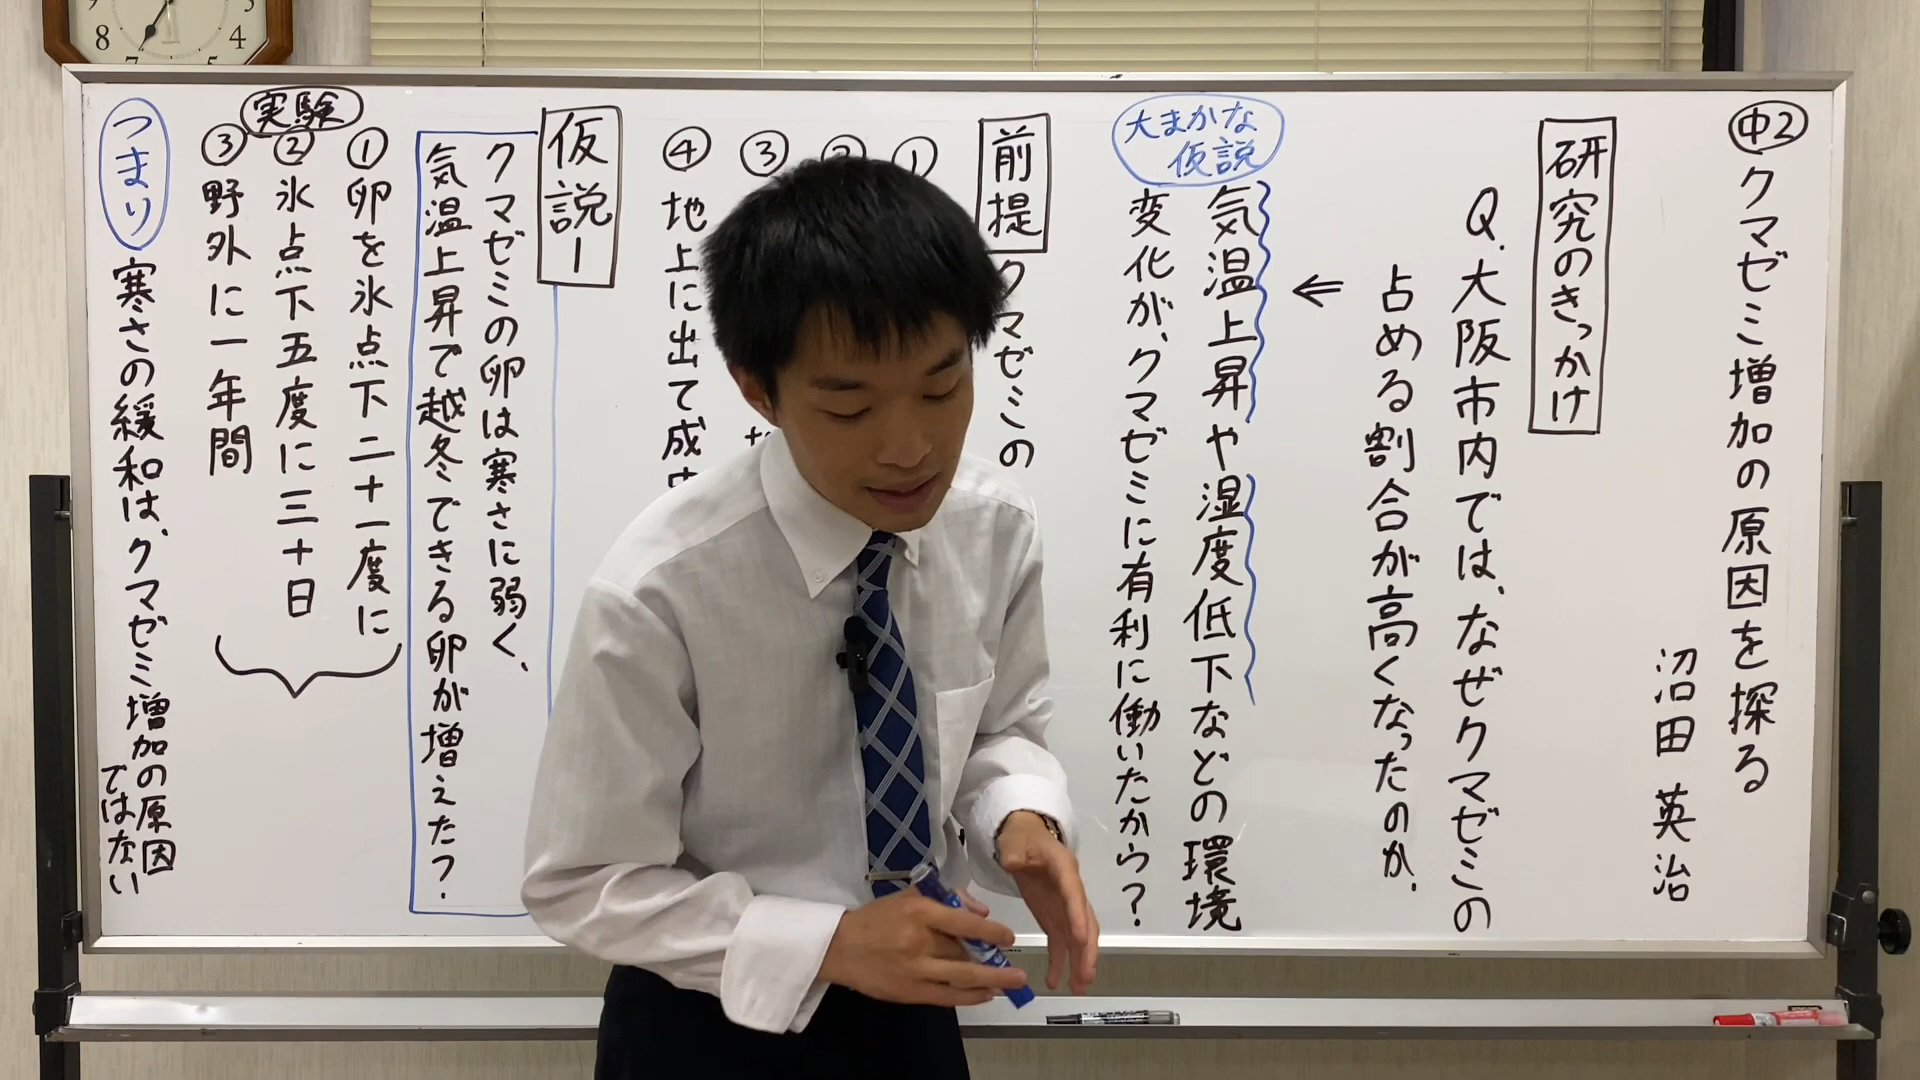 中2 クマゼミ増加の原因を探る
沼田 英治
研究のきっかけ
Q.大阪市内では、なぜクマゼミの
占める割合が高くなったのか。
⇐
大まかな
仮説
気温上昇や湿度低下などの環境
変化が、クマゼミに有利に働いたから?
前提
クマゼミの
①
②
③
④ 地上に出て成虫
仮説1
クマゼミの卵は寒さに弱く、
気温上昇で越冬できる卵が増えた?
実験
①卵を氷点下二十一度に
②氷点下五度に三十日
③野外に一年間
つまり
寒さの緩和は、クマゼミ増加の原因
ではない
8
7
5
4